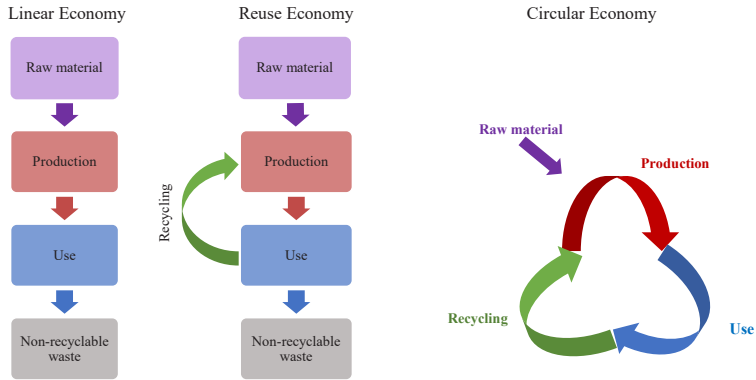 Linear Economy
Raw material
Production
Use
Non-recyclable
waste
Reuse Economy
Raw material
Production
Recycling
Use
Non-recyclable
waste
Circular Economy
Raw material
Production
Recycling
Use